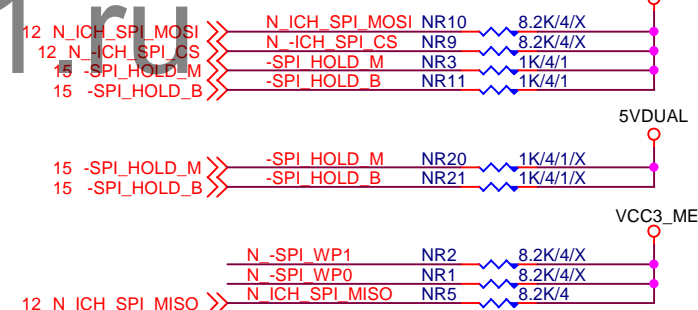 1.ru
12 N_ICH_SPI_MOSI N_ICH_SPI_MOSI NR10 8.2K/4/X
12 N_-ICH_SPI_CS N_-ICH_SPI_CS NR9 8.2K/4/X
15 -SPI_HOLD_M -SPI_HOLD_M NR3 1K/4/1
15 -SPI_HOLD_B -SPI_HOLD_B NR11 1K/4/1
5VDUAL
15 -SPI_HOLD_M -SPI_HOLD_M NR20 1K/4/1/X
15 -SPI_HOLD_B -SPI_HOLD_B NR21 1K/4/1/X
VCC3_ME
N_-SPI_WP1 NR2 8.2K/4/X
N_-SPI_WP0 NR1 8.2K/4/X
12 N_ICH_SPI_MISO N_ICH_SPI_MISO NR5 8.2K/4